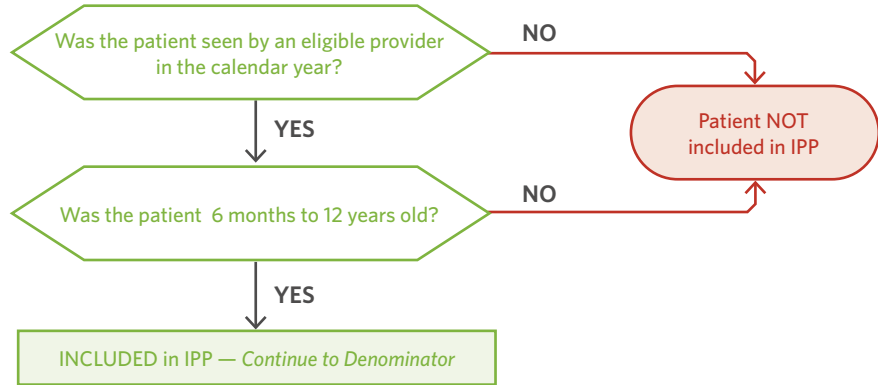 Was the patient seen by an eligible provider
in the calendar year?
NO
Patient NOT
included in IPP
YES
Was the patient 6 months to 12 years old?
NO
YES
INCLUDED in IPP — Continue to Denominator